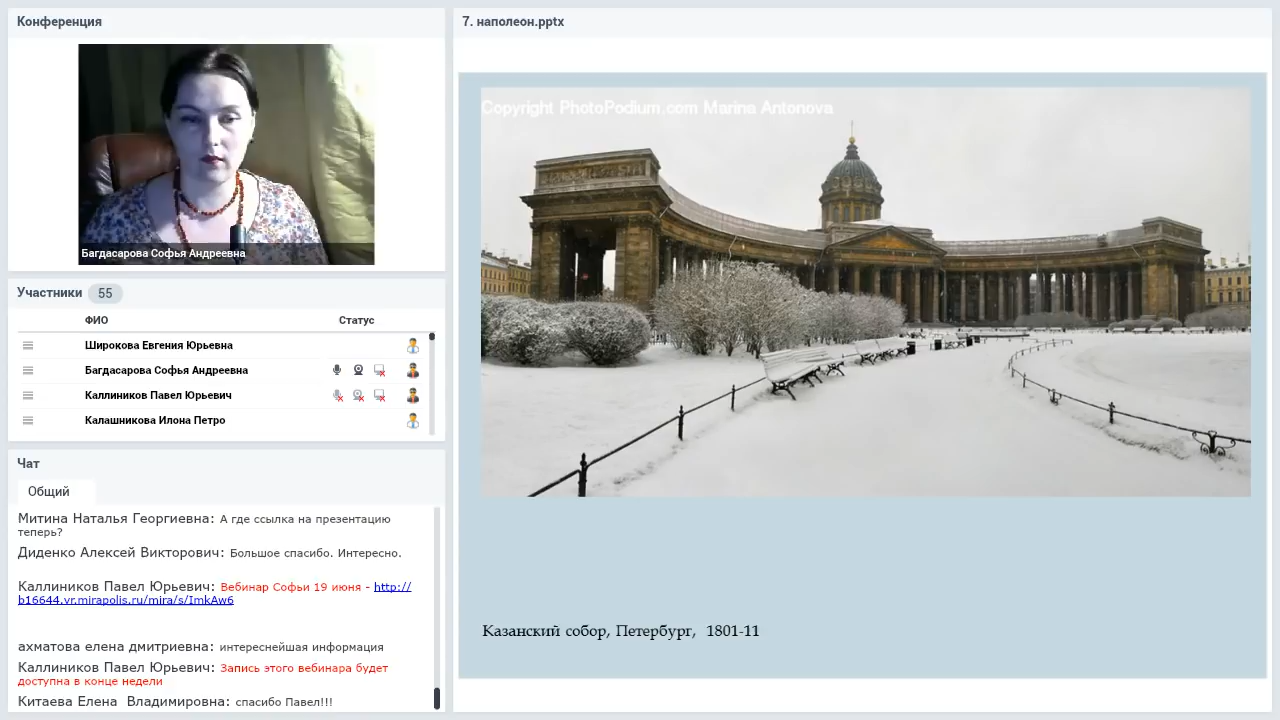 Конференция
Багдасарова Софья Андреевна
Участники 55
ФИО Статус
Широкова Евгения Юрьевна
Багдасарова Софья Андреевна
Каллиников Павел Юрьевич
Калашникова Илона Петро
Чат
Общий
Митина Наталья Георгиевна: А где ссылка на презентацию
теперь?
Диденко Алексей Викторович: Большое спасибо. Интересно.
Каллиников Павел Юрьевич: Вебинар Софьи 19 июня - http://
b16644.vr.mirapolis.ru/mira/s/ImkAw6
ахматова елена дмитриевна: интереснейшая информация
Каллиников Павел Юрьевич: Запись этого вебинара будет
доступна в конце недели
Китаева Елена Владимировна: спасибо Павел!!!
7. наполеон.pptx
Copyright PhotoPodium.com Marina Antonova
Казанский собор, Петербург, 1801-11